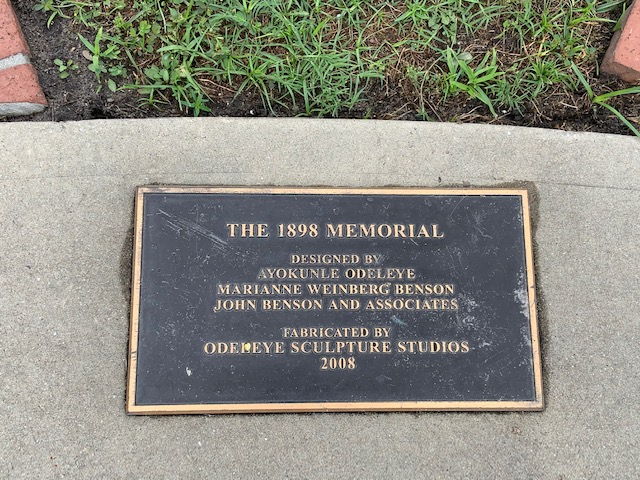 THE 1898 MEMORIAL
DESIGNED BY
AYOKUNLE ODELEYE
MARIANNE WEINBERG BENSON
JOHN BENSON AND ASSOCIATES
FABRICATED BY
ODELEYE SCULPTURE STUDIOS
2008